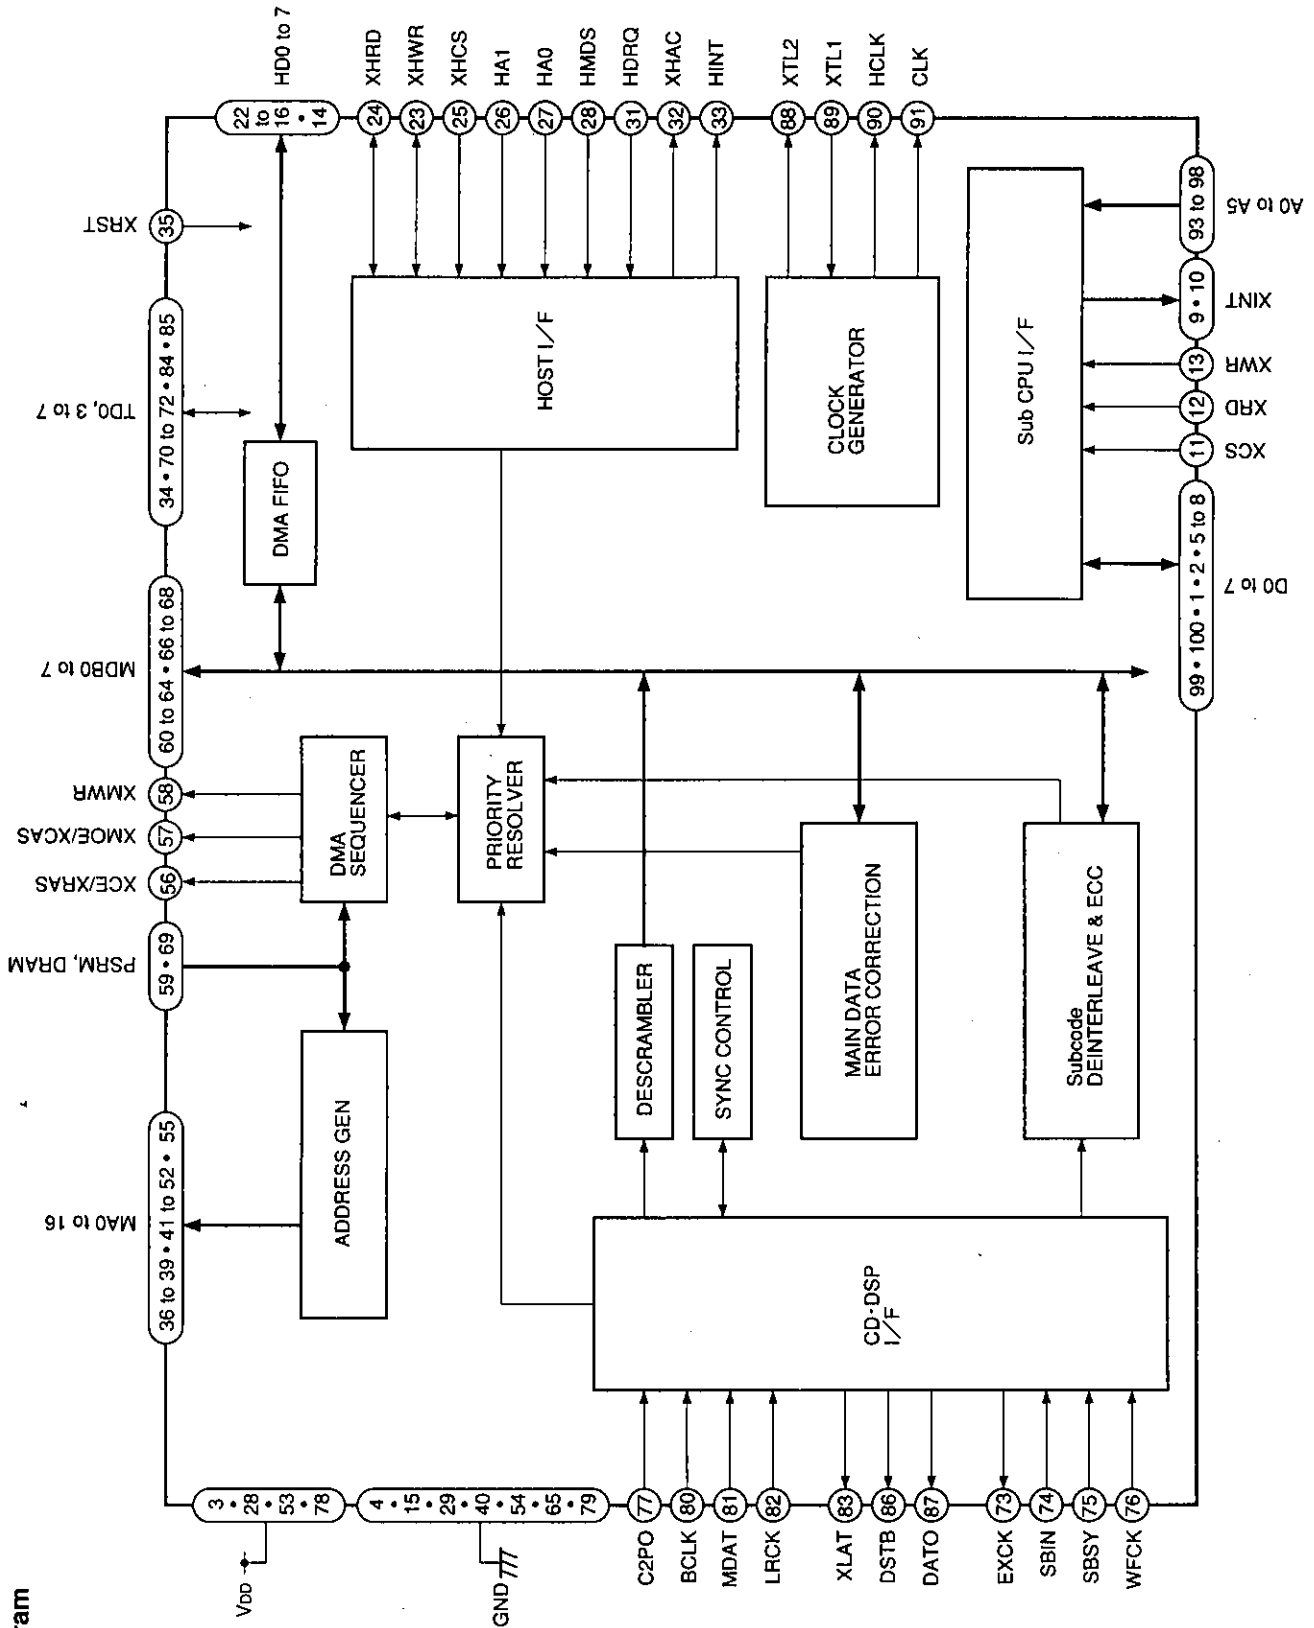 ram
VDD
3 • 28 • 53 • 78
GND
4 • 15 • 29 • 40 • 54 • 65 • 79
MA0 to 16
36 to 39 • 41 to 52 • 55
PSRM, DRAM
59 • 69
XCE/XRAS
56
XMOE/XCAS
57
XMWR
58
MDB0 to 7
60 to 64 • 66 to 68
TD0, 3 to 7
34 • 70 to 72 • 84 • 85
XRST
35
22
to
16
• 14
HD0 to 7
ADDRESS GEN
DMA
SEQUENCER
PRIORITY
RESOLVER
DMA FIFO
HOST I/F
24 XHRD
23 XHWR
25 XHCS
26 HA1
27 HA0
28 HMDS
31 HDRQ
32 XHAC
33 HINT
CLOCK
GENERATOR
88 XTL2
89 XTL1
90 HCLK
91 CLK
DESCRAMBLER
SYNC CONTROL
MAIN DATA
ERROR CORRECTION
Subcode
DEINTERLEAVE & ECC
CD·DSP
I/F
C2PO 77
BCLK 80
MDAT 81
LRCK 82
XLAT 83
DSTB 86
DATO 87
EXCK 73
SBIN 74
SBSY 75
WFCK 76
Sub CPU I/F
99 • 100 • 1 • 2 • 5 to 8
D0 to 7
11
XCS
12
XRD
13
XWR
9 • 10
XINT
93 to 98
A0 to A5